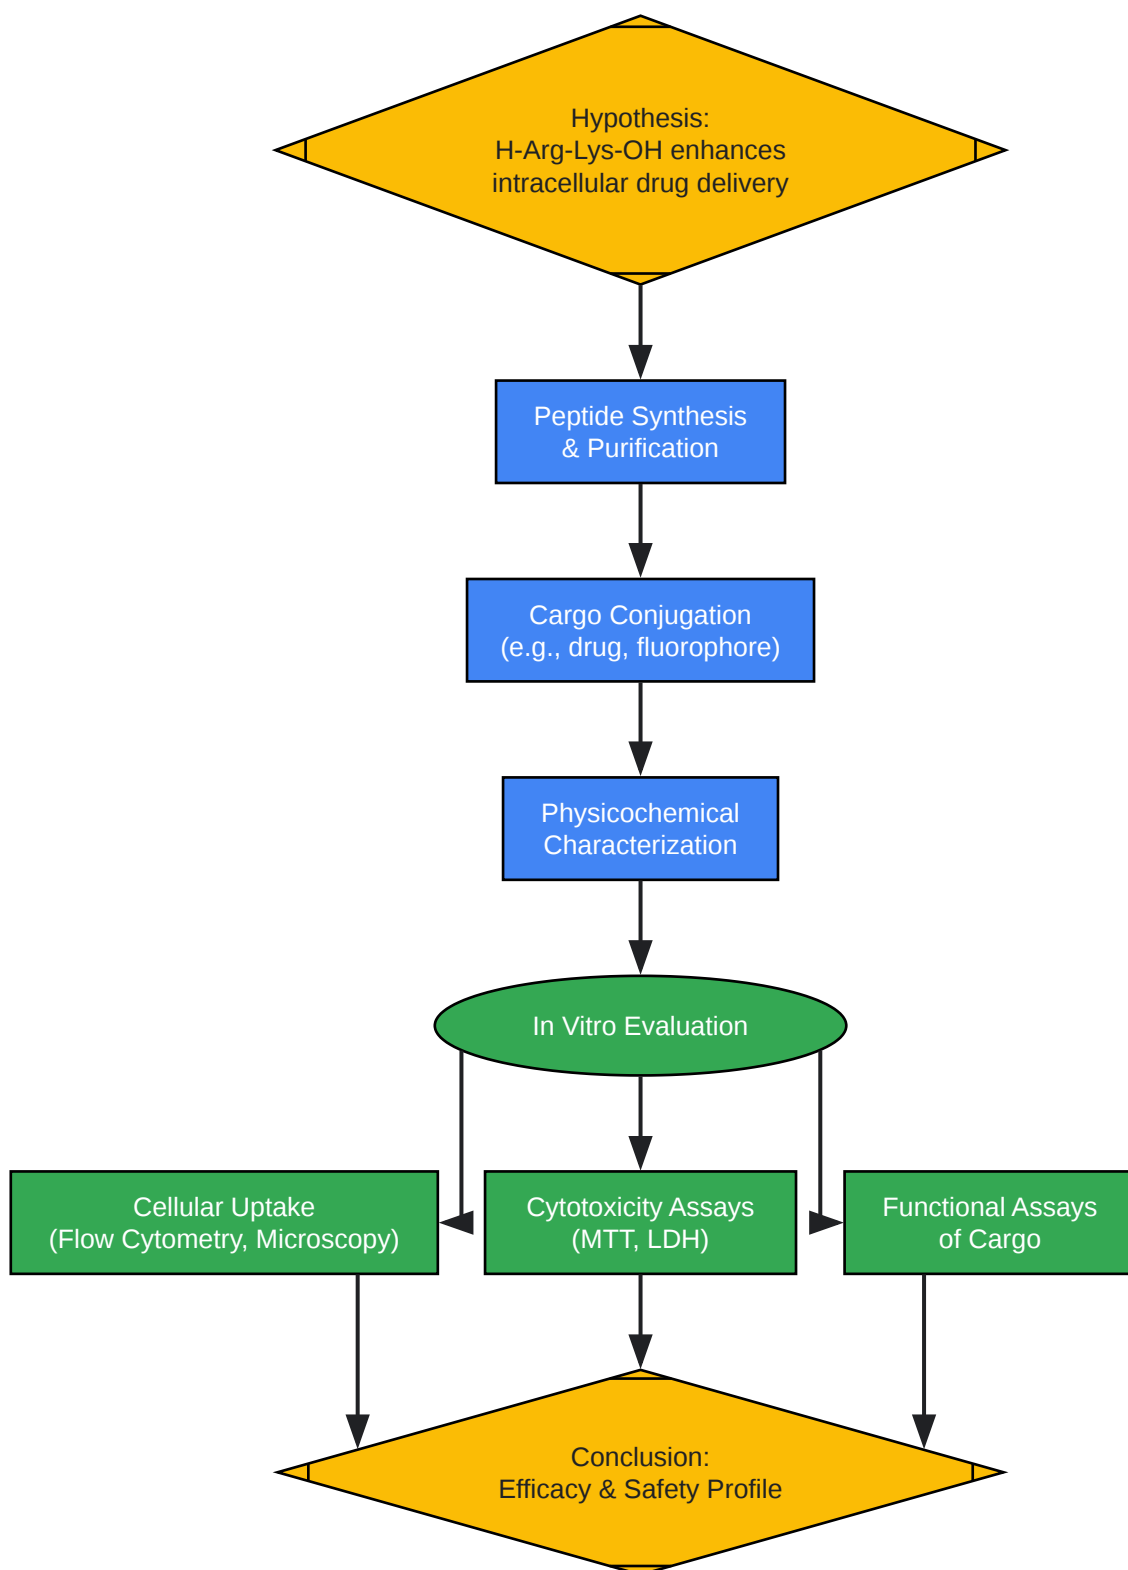 Hypothesis:
H-Arg-Lys-OH enhances
intracellular drug delivery
Peptide Synthesis
& Purification
Cargo Conjugation
(e.g., drug, fluorophore)
Physicochemical
Characterization
In Vitro Evaluation
Cellular Uptake
(Flow Cytometry, Microscopy)
Cytotoxicity Assays
(MTT, LDH)
Functional Assays
of Cargo
Conclusion:
Efficacy & Safety Profile